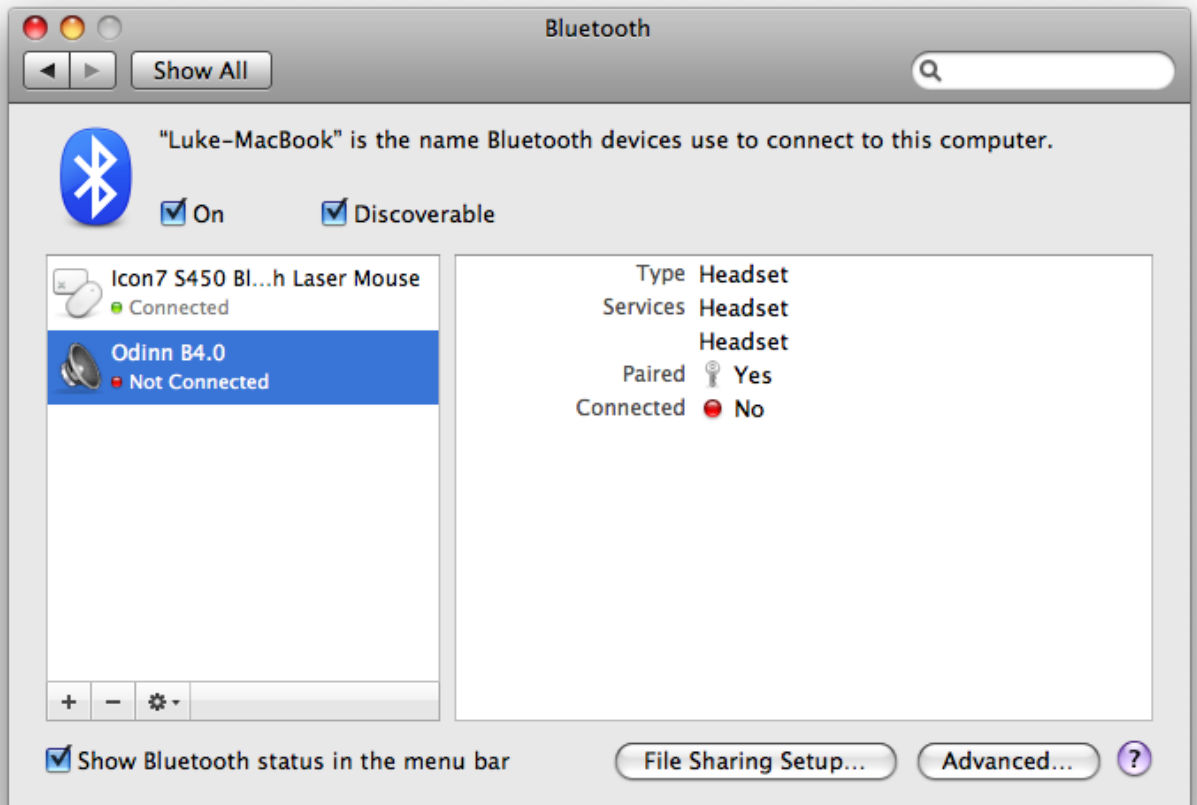 Bluetooth
Show All
“Luke-MacBook” is the name Bluetooth devices use to connect to this computer.
On Discoverable
Icon7 S450 Bl...h Laser Mouse
Connected
Odinn B4.0
Not Connected
Type Headset
Services Headset
Headset
Paired Yes
Connected No
Show Bluetooth status in the menu bar
File Sharing Setup...
Advanced...
?